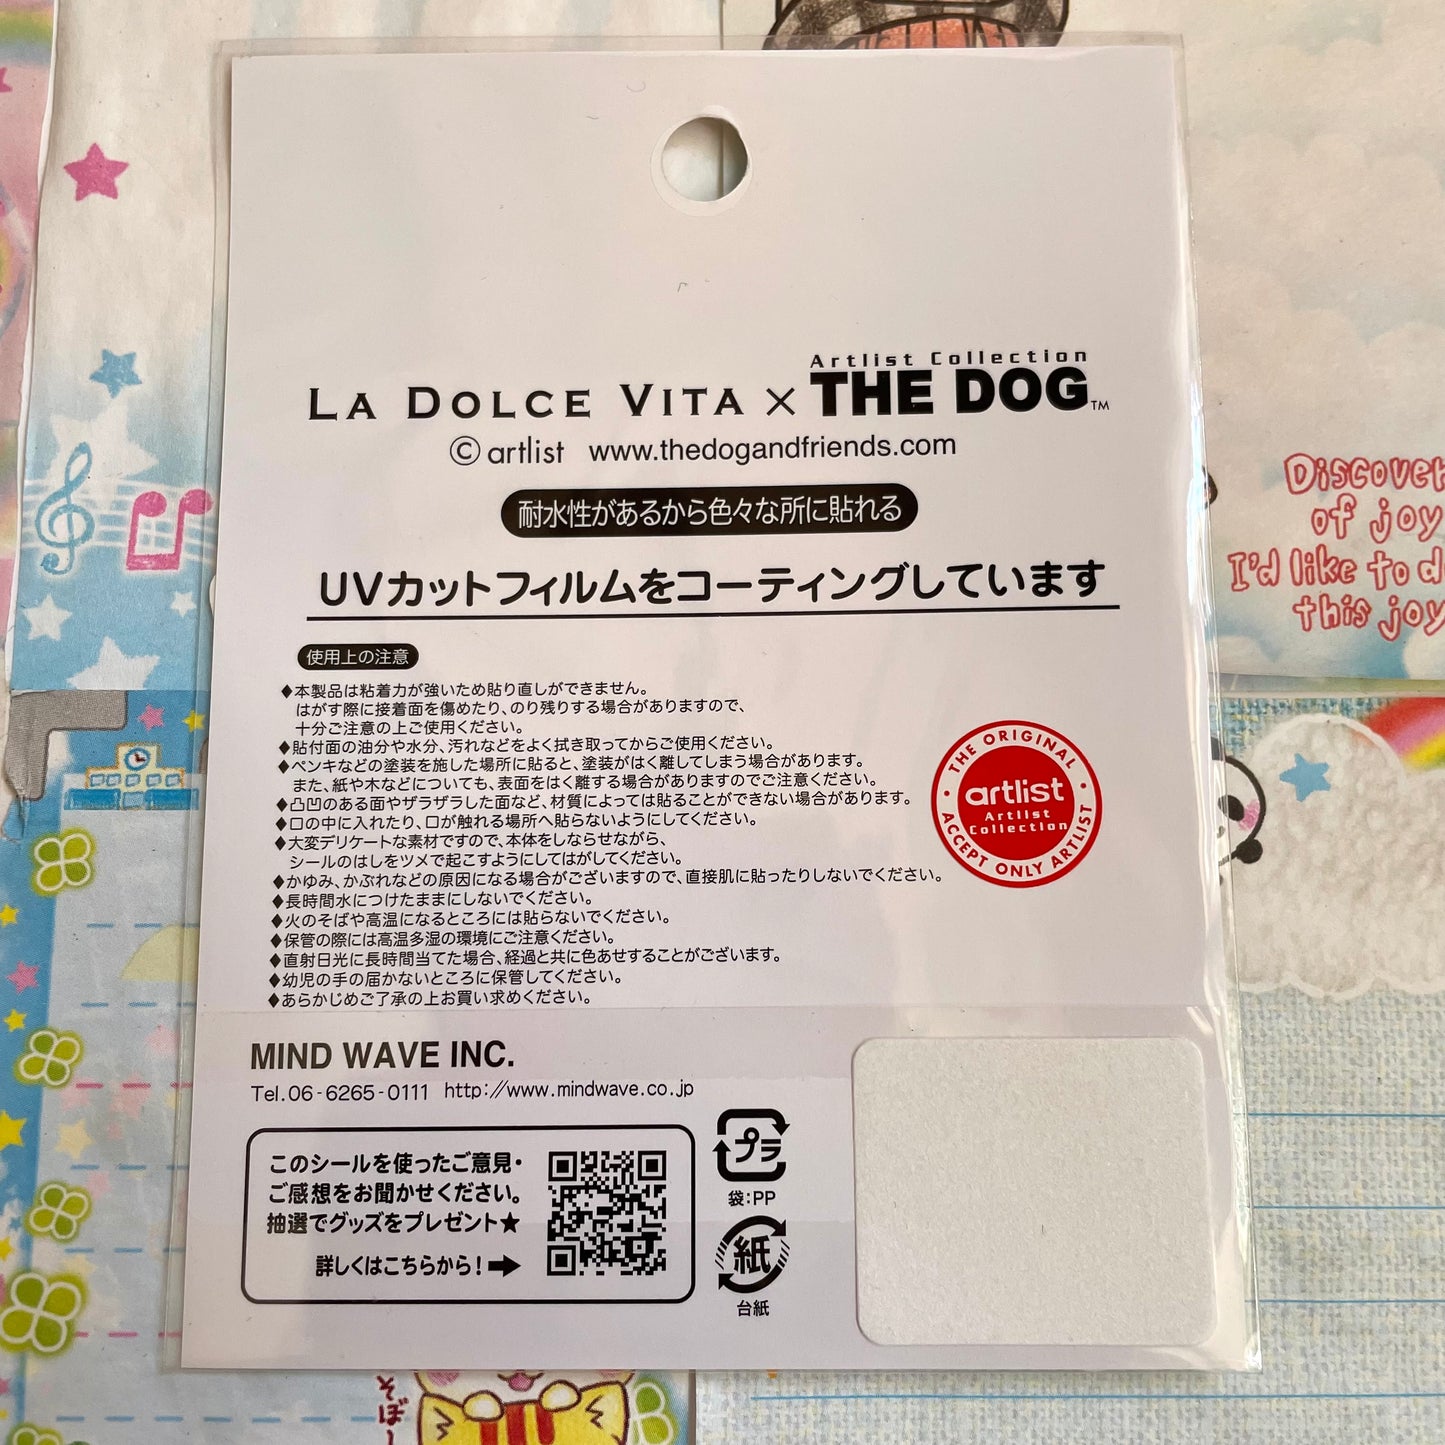 Artlist Collection
LA DOLCE VITA × THE DOG™
© artlist www.thedogandfriends.com
耐水性があるから色々な所に貼れる
UVカットフィルムをコーティングしています
使用上の注意
♦本製品は粘着力が強いため貼り直しができません。
はがす際に接着面を傷めたり、のり残りする場合がありますので、
十分ご注意の上ご使用ください。
♦貼付面の油分や水分、汚れなどをよく拭き取ってからご使用ください。
♦ペンキなどの塗装を施した場所に貼ると、塗装がはく離してしまう場合があります。
また、紙や木などについても、表面をはく離する場合がありますのでご注意ください。
♦凸凹のある面やザラザラした面など、材質によっては貼ることができない場合があります。
♦口の中に入れたり、口が触れる場所へ貼らないようにしてください。
♦大変デリケートな素材ですので、本体をしならせながら、
シールのはしをツメで起こすようにしてはがしてください。
♦かゆみ、かぶれなどの原因になる場合がございますので、直接肌に貼ったりしないでください。
♦長時間水につけたままにしないでください。
♦火のそばや高温になるところには貼らないでください。
♦保管の際には高温多湿の環境にご注意ください。
♦直射日光に長時間当てた場合、経過と共に色あせすることがございます。
♦幼児の手の届かないところに保管してください。
♦あらかじめご了承の上お買い求めください。
・THE ORIGINAL・
artlist
Artlist
Collection
ACCEPT ONLY ARTLIST
MIND WAVE INC.
Tel.06-6265-0111 http://www.mindwave.co.jp
このシールを使ったご意見・
ご感想をお聞かせください。
抽選でグッズをプレゼント★
詳しくはこちらから！➡
プラ
袋：PP
紙
台紙
Discover
of joy
I'd like to d
this joy
そぼー